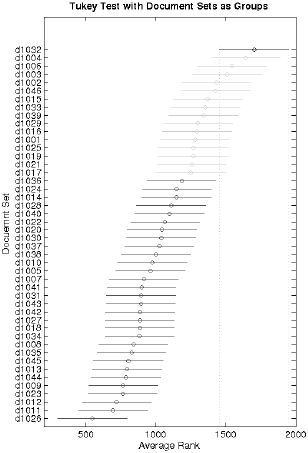 Tukey Test with Document Sets as Groups
d1032
d1004
d1006
d1003
d1002
d1046
d1015
d1033
d1039
d1029
d1016
d1001
d1025
d1019
d1021
d1017
d1036
d1024
d1014
d1028
d1040
d1022
d1020
d1030
d1037
d1038
d1010
d1005
d1007
d1041
d1031
d1043
d1042
d1027
d1018
d1034
d1008
d1035
d1045
d1013
d1044
d1009
d1023
d1012
d1011
d1026
Docuemnt Set
500
1000
1500
2000
Average Rank